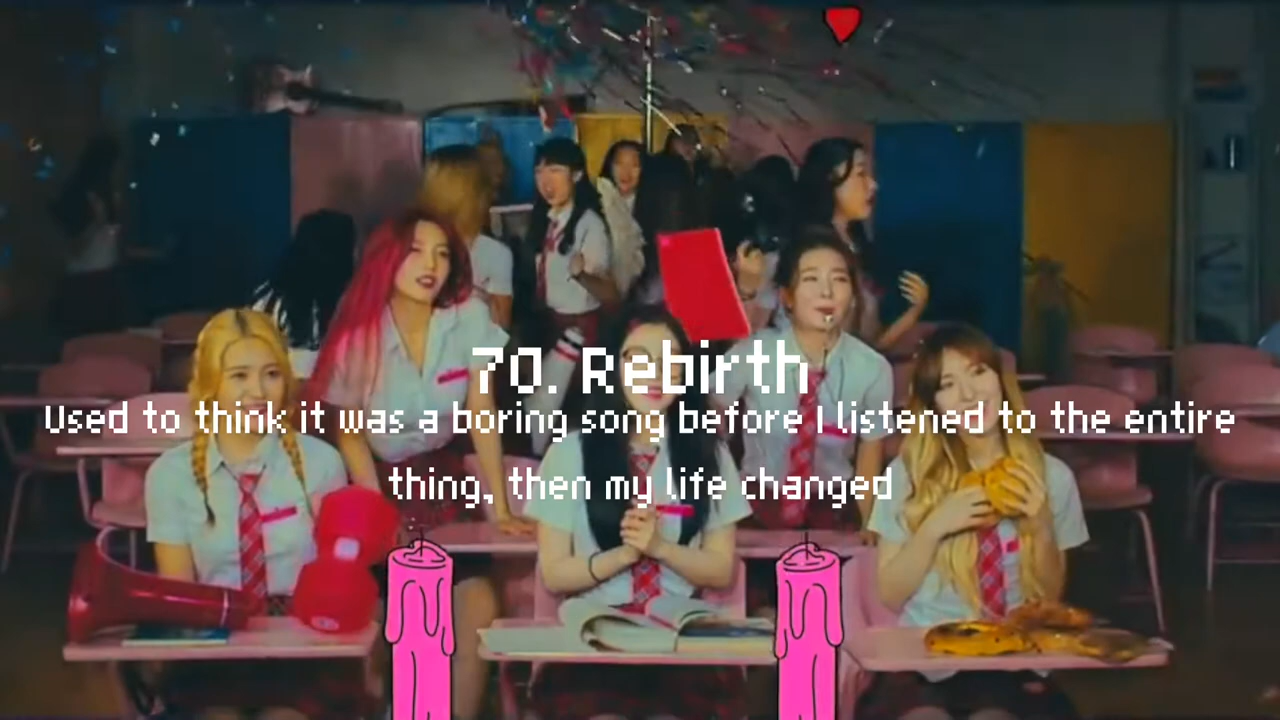 70. Rebirth
Used to think it was a boring song before I listened to the entire
thing, then my life changed